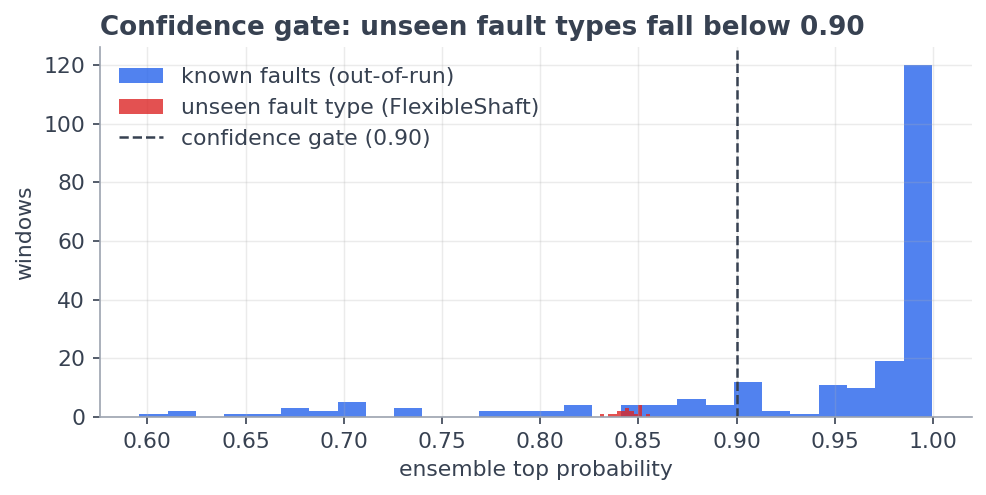 Confidence gate: unseen fault types fall below 0.90
known faults (out-of-run)
unseen fault type (FlexibleShaft)
confidence gate (0.90)
windows
120
100
80
60
40
20
0
0.60 0.65 0.70 0.75 0.80 0.85 0.90 0.95 1.00
ensemble top probability